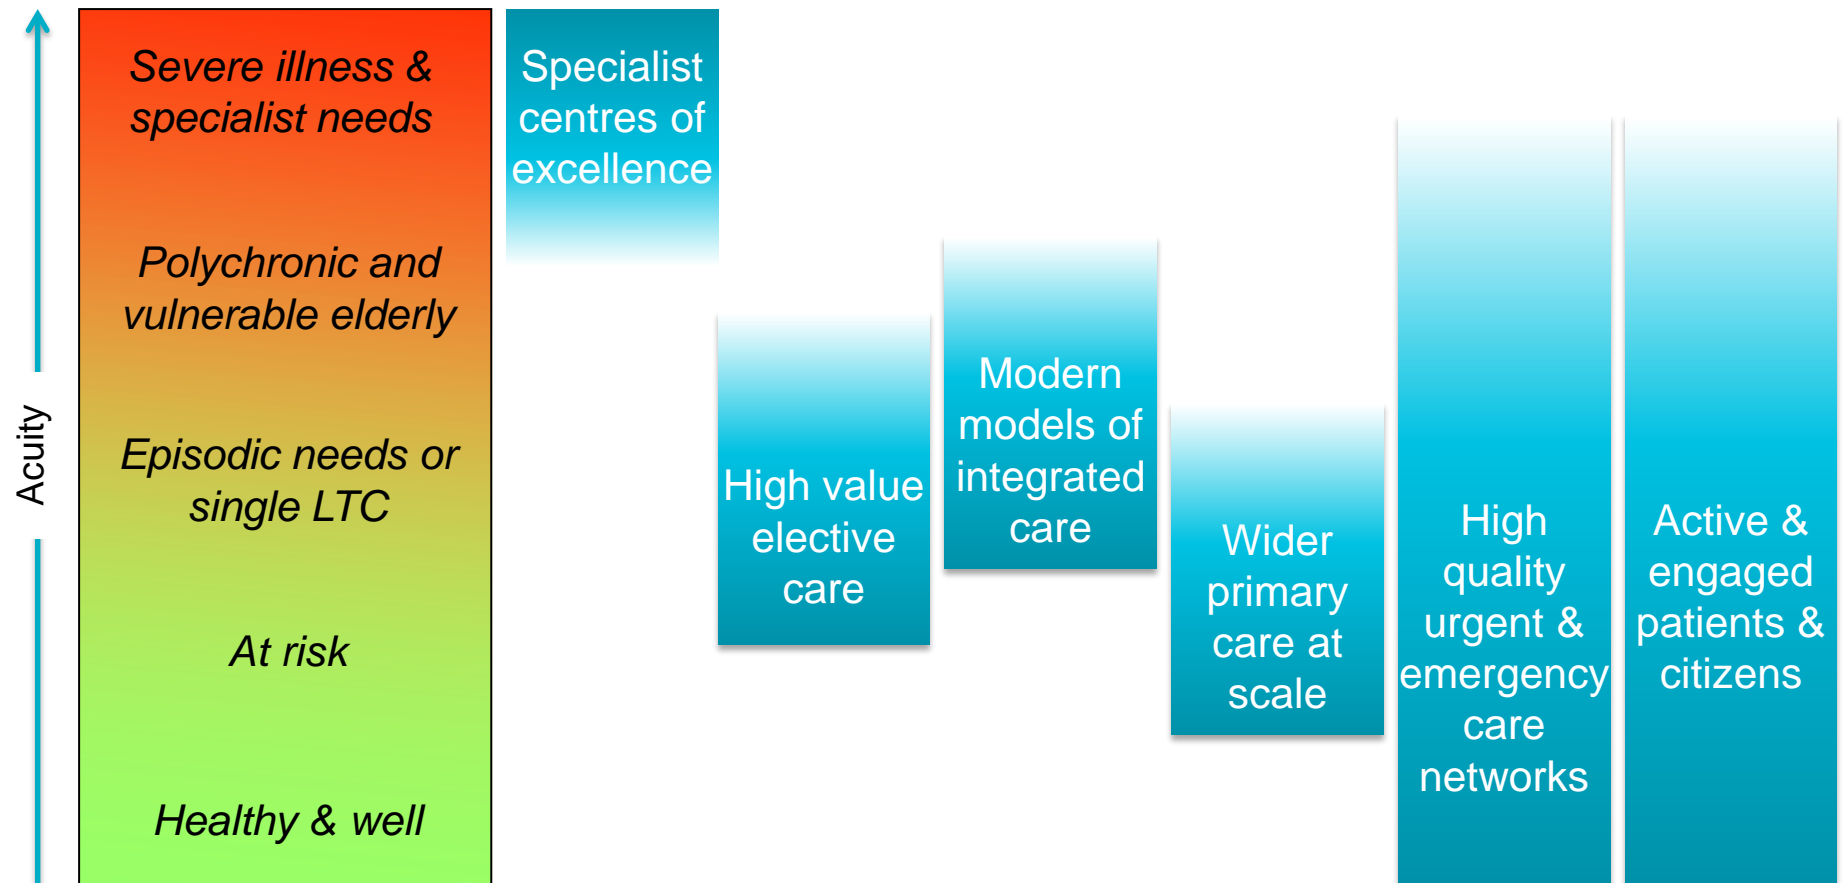 Acuity
Severe illness &
specialist needs
Polychronic and
vulnerable elderly
Episodic needs or
single LTC
At risk
Healthy & well
Specialist
centres of
excellence
High value
elective
care
Modern
models of
integrated
care
Wider
primary
care at
scale
High
quality
urgent &
emergency
care
networks
Active &
engaged
patients &
citizens